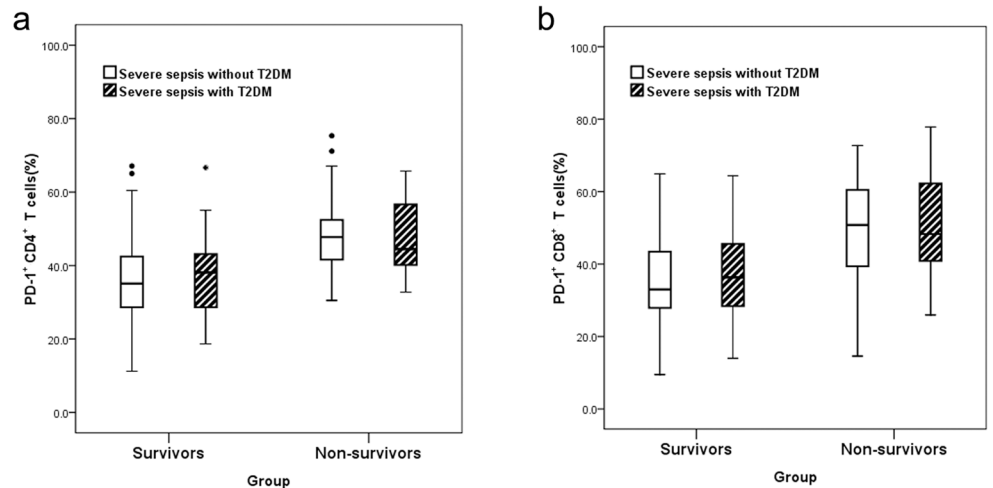 a
100.0
80.0
60.0
40.0
20.0
0.0
PD-1⁺ CD4⁺ T cells(%)
Severe sepsis without T2DM
Severe sepsis with T2DM
Survivors
Non-survivors
Group
b
100.0
80.0
60.0
40.0
20.0
0.0
PD-1⁺ CD8⁺ T cells(%)
Severe sepsis without T2DM
Severe sepsis with T2DM
Survivors
Non-survivors
Group